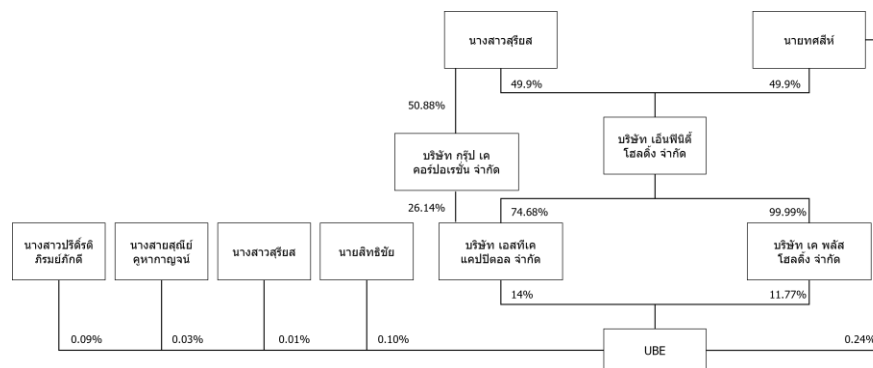 นางสาวสุริยส
นายทศสีห์
49.9%
49.9%
50.88%
บริษัท กรุ๊ป เค
คอร์ปอเรชั่น จำกัด
บริษัท เอ็นฟินิตี้
โฮลดิ้ง จำกัด
26.14%
74.68%
99.99%
นางสาวปริดิ์รติ
ภิรมย์ภักดี
นางสายสุณีย์
คูหากาญจน์
นางสาวสุริยส
นายสิทธิชัย
บริษัท เอสทีเค
แคปปิตอล จำกัด
บริษัท เค พลัส
โฮลดิ้ง จำกัด
14%
11.77%
0.09%
0.03%
0.01%
0.10%
UBE
0.24%